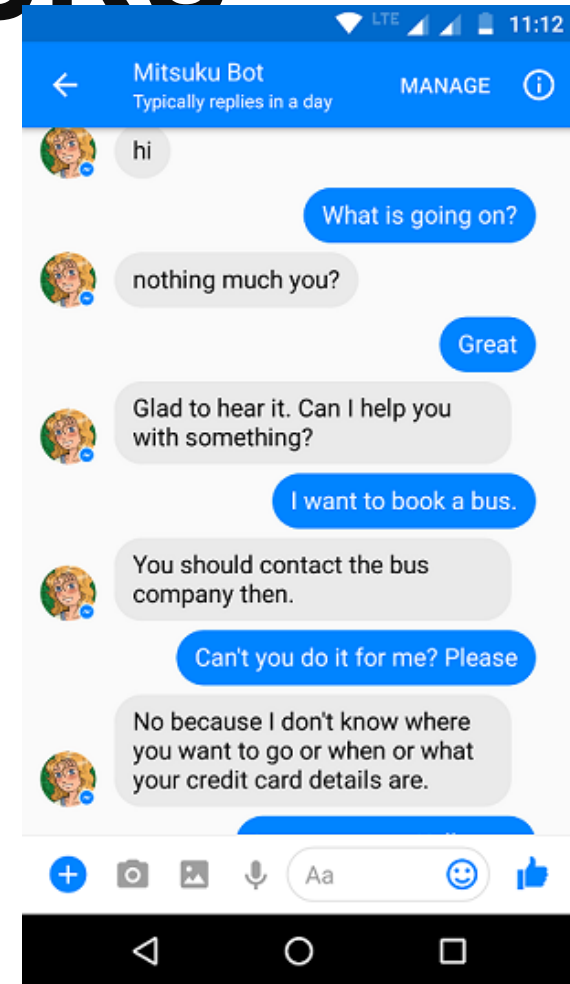 LTE 11:12
Mitsuku Bot
Typically replies in a day
MANAGE
hi
What is going on?
nothing much you?
Great
Glad to hear it. Can I help you
with something?
I want to book a bus.
You should contact the bus
company then.
Can't you do it for me? Please
No because I don't know where
you want to go or when or what
your credit card details are.
Aa